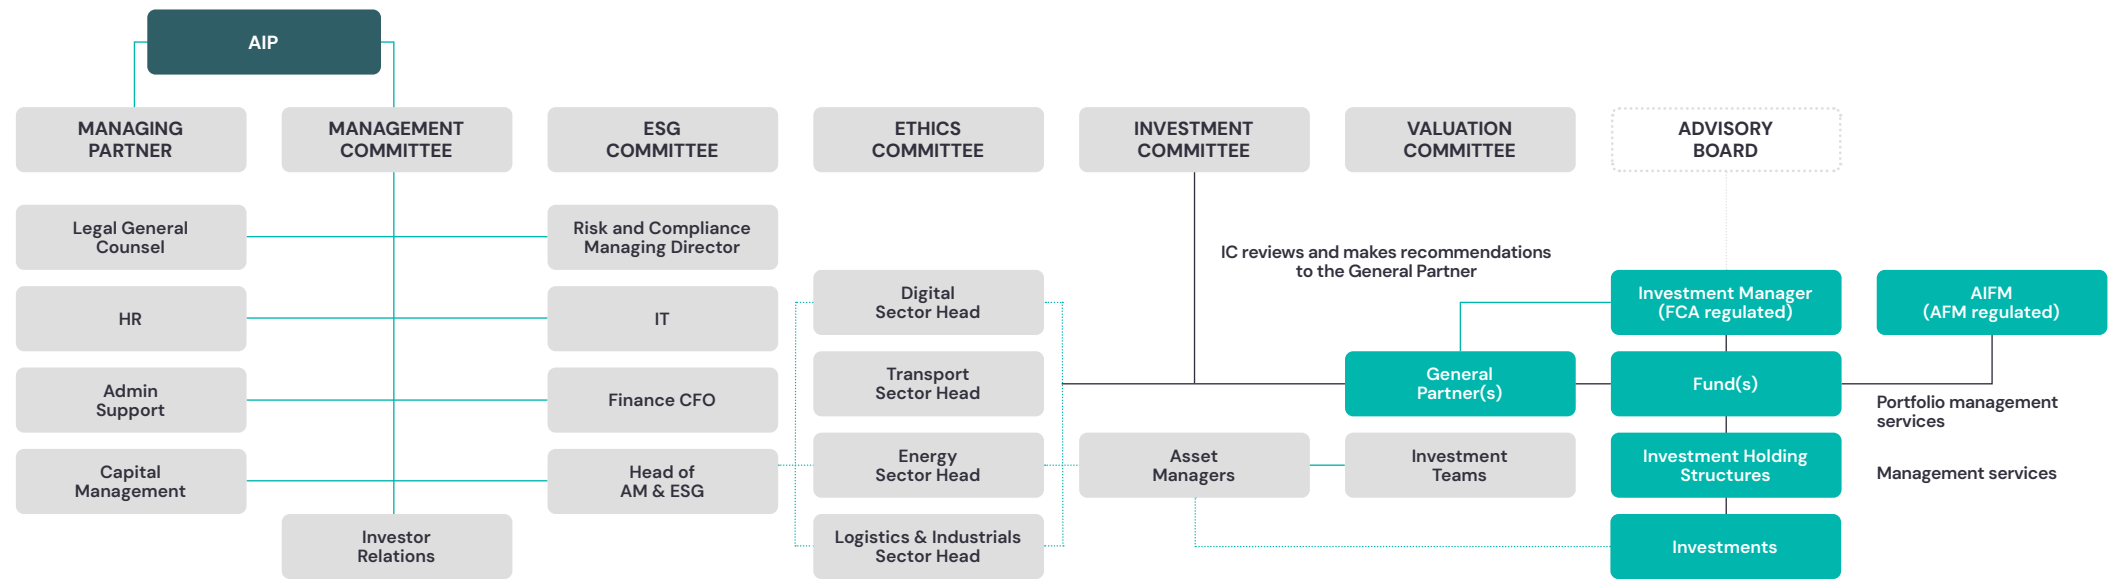 AIP
MANAGING
PARTNER
MANAGEMENT
COMMITTEE
ESG
COMMITTEE
ETHICS
COMMITTEE
INVESTMENT
COMMITTEE
VALUATION
COMMITTEE
ADVISORY
BOARD
Legal General
Counsel
Risk and Compliance
Managing Director
IC reviews and makes recommendations
to the General Partner
HR
IT
Digital
Sector Head
Investment Manager
(FCA regulated)
AIFM
(AFM regulated)
Admin
Support
Finance CFO
Transport
Sector Head
General
Partner(s)
Fund(s)
Portfolio management
services
Capital
Management
Head of
AM & ESG
Energy
Sector Head
Asset
Managers
Investment
Teams
Investment Holding
Structures
Management services
Investor
Relations
Logistics & Industrials
Sector Head
Investments